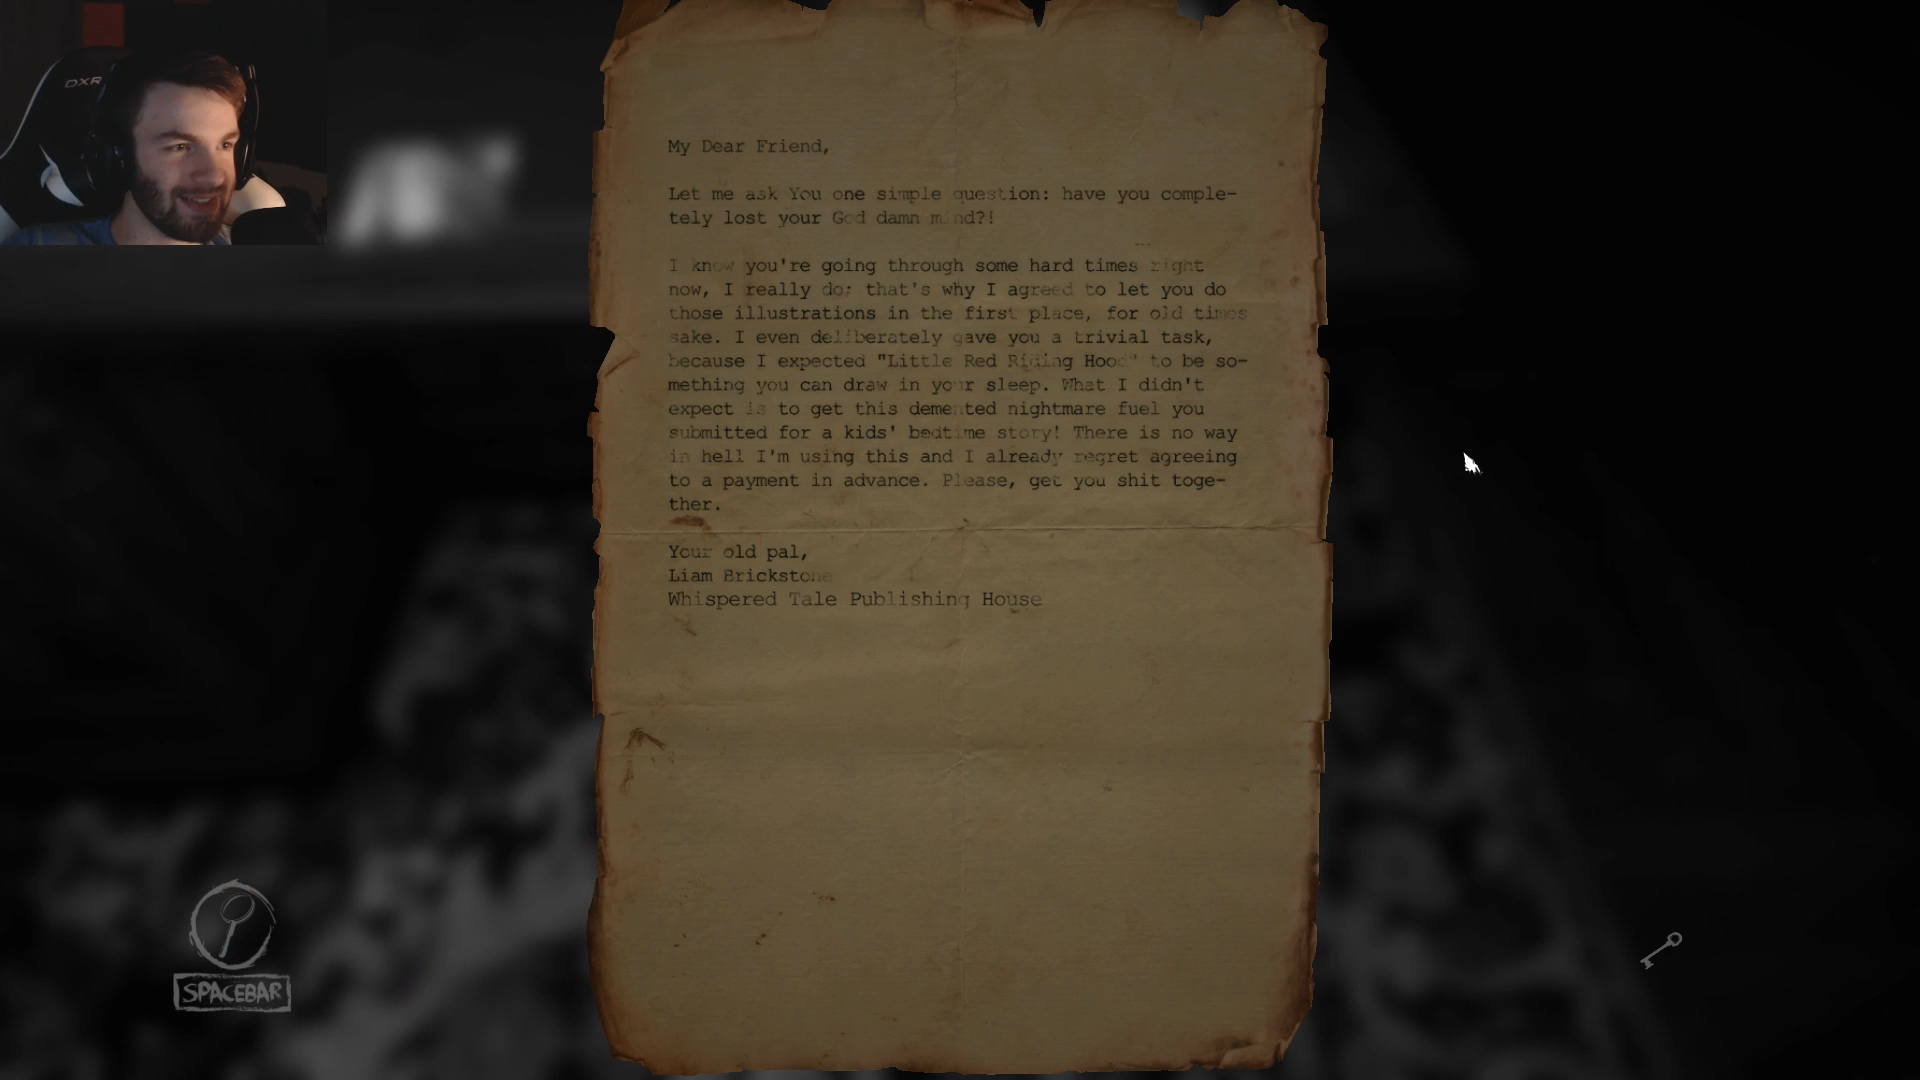 DXR
My Dear Friend,
Let me ask You one simple question: have you comple-
tely lost your God damn mind?!
I know you're going through some hard times right
now, I really do; that's why I agreed to let you do
those illustrations in the first place, for old times
sake. I even deliberately gave you a trivial task,
because I expected "Little Red Riding Hood" to be so-
mething you can draw in your sleep. What I didn't
expect is to get this demented nightmare fuel you
submitted for a kids' bedtime story! There is no way
in hell I'm using this and I already regret agreeing
to a payment in advance. Please, get you shit toge-
ther.
Your old pal,
Liam Brickstone
Whispered Tale Publishing House
SPACEBAR